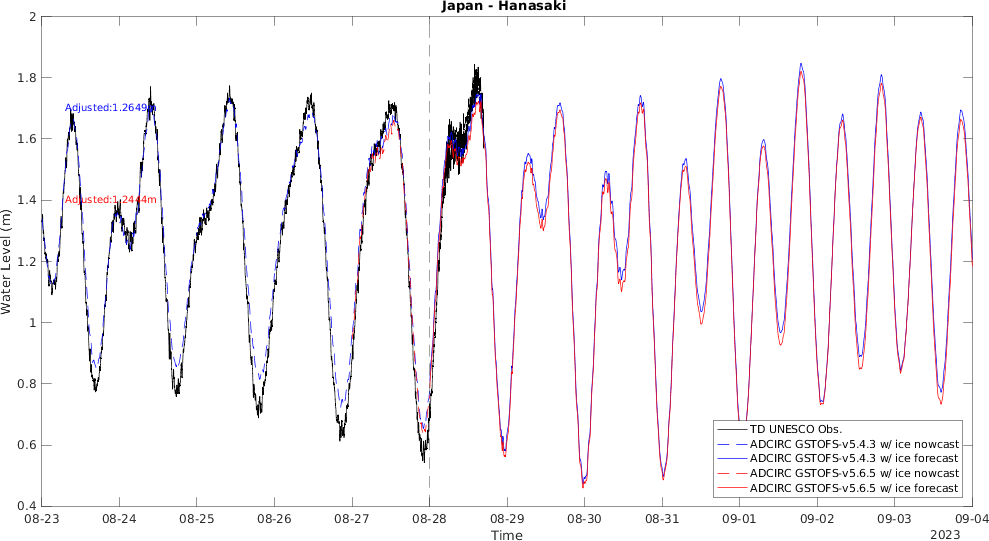 Japan - Hanasaki
Water Level (m)
2
1.8
1.6
1.4
1.2
1
0.8
0.6
0.4
Adjusted:1.2649m
Adjusted:1.2444m
TD UNESCO Obs.
ADCIRC GSTOFS-v5.4.3 w/ ice nowcast
ADCIRC GSTOFS-v5.4.3 w/ ice forecast
ADCIRC GSTOFS-v5.6.5 w/ ice nowcast
ADCIRC GSTOFS-v5.6.5 w/ ice forecast
08-23 08-24 08-25 08-26 08-27 08-28 08-29 08-30 08-31 09-01 09-02 09-03 09-04
Time
2023